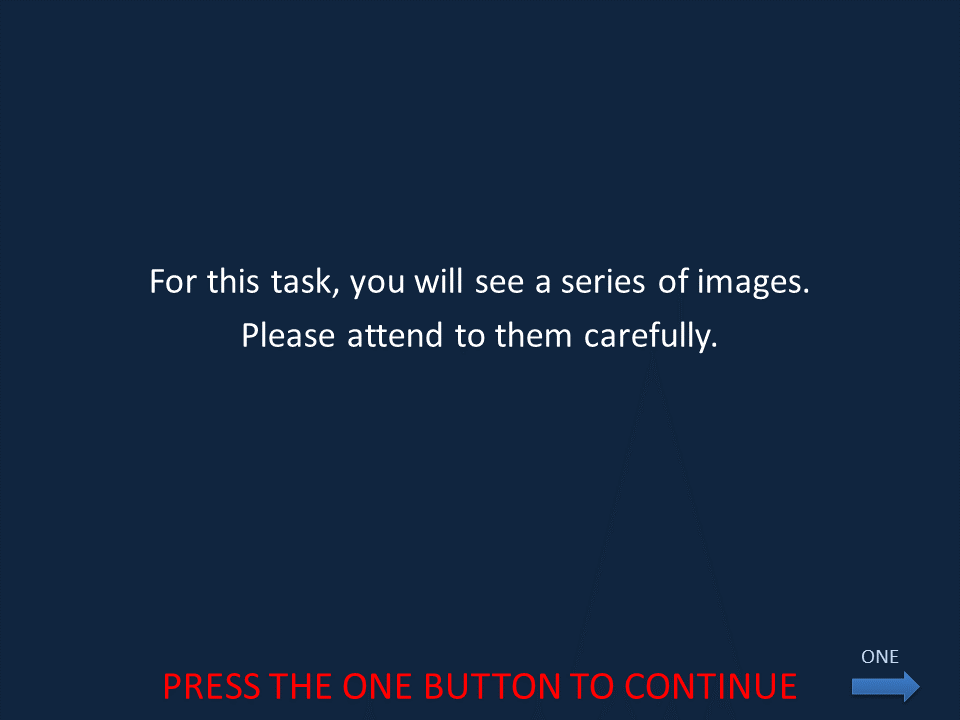 For this task, you will see a series of images.
Please attend to them carefully.
ONE
PRESS THE ONE BUTTON TO CONTINUE